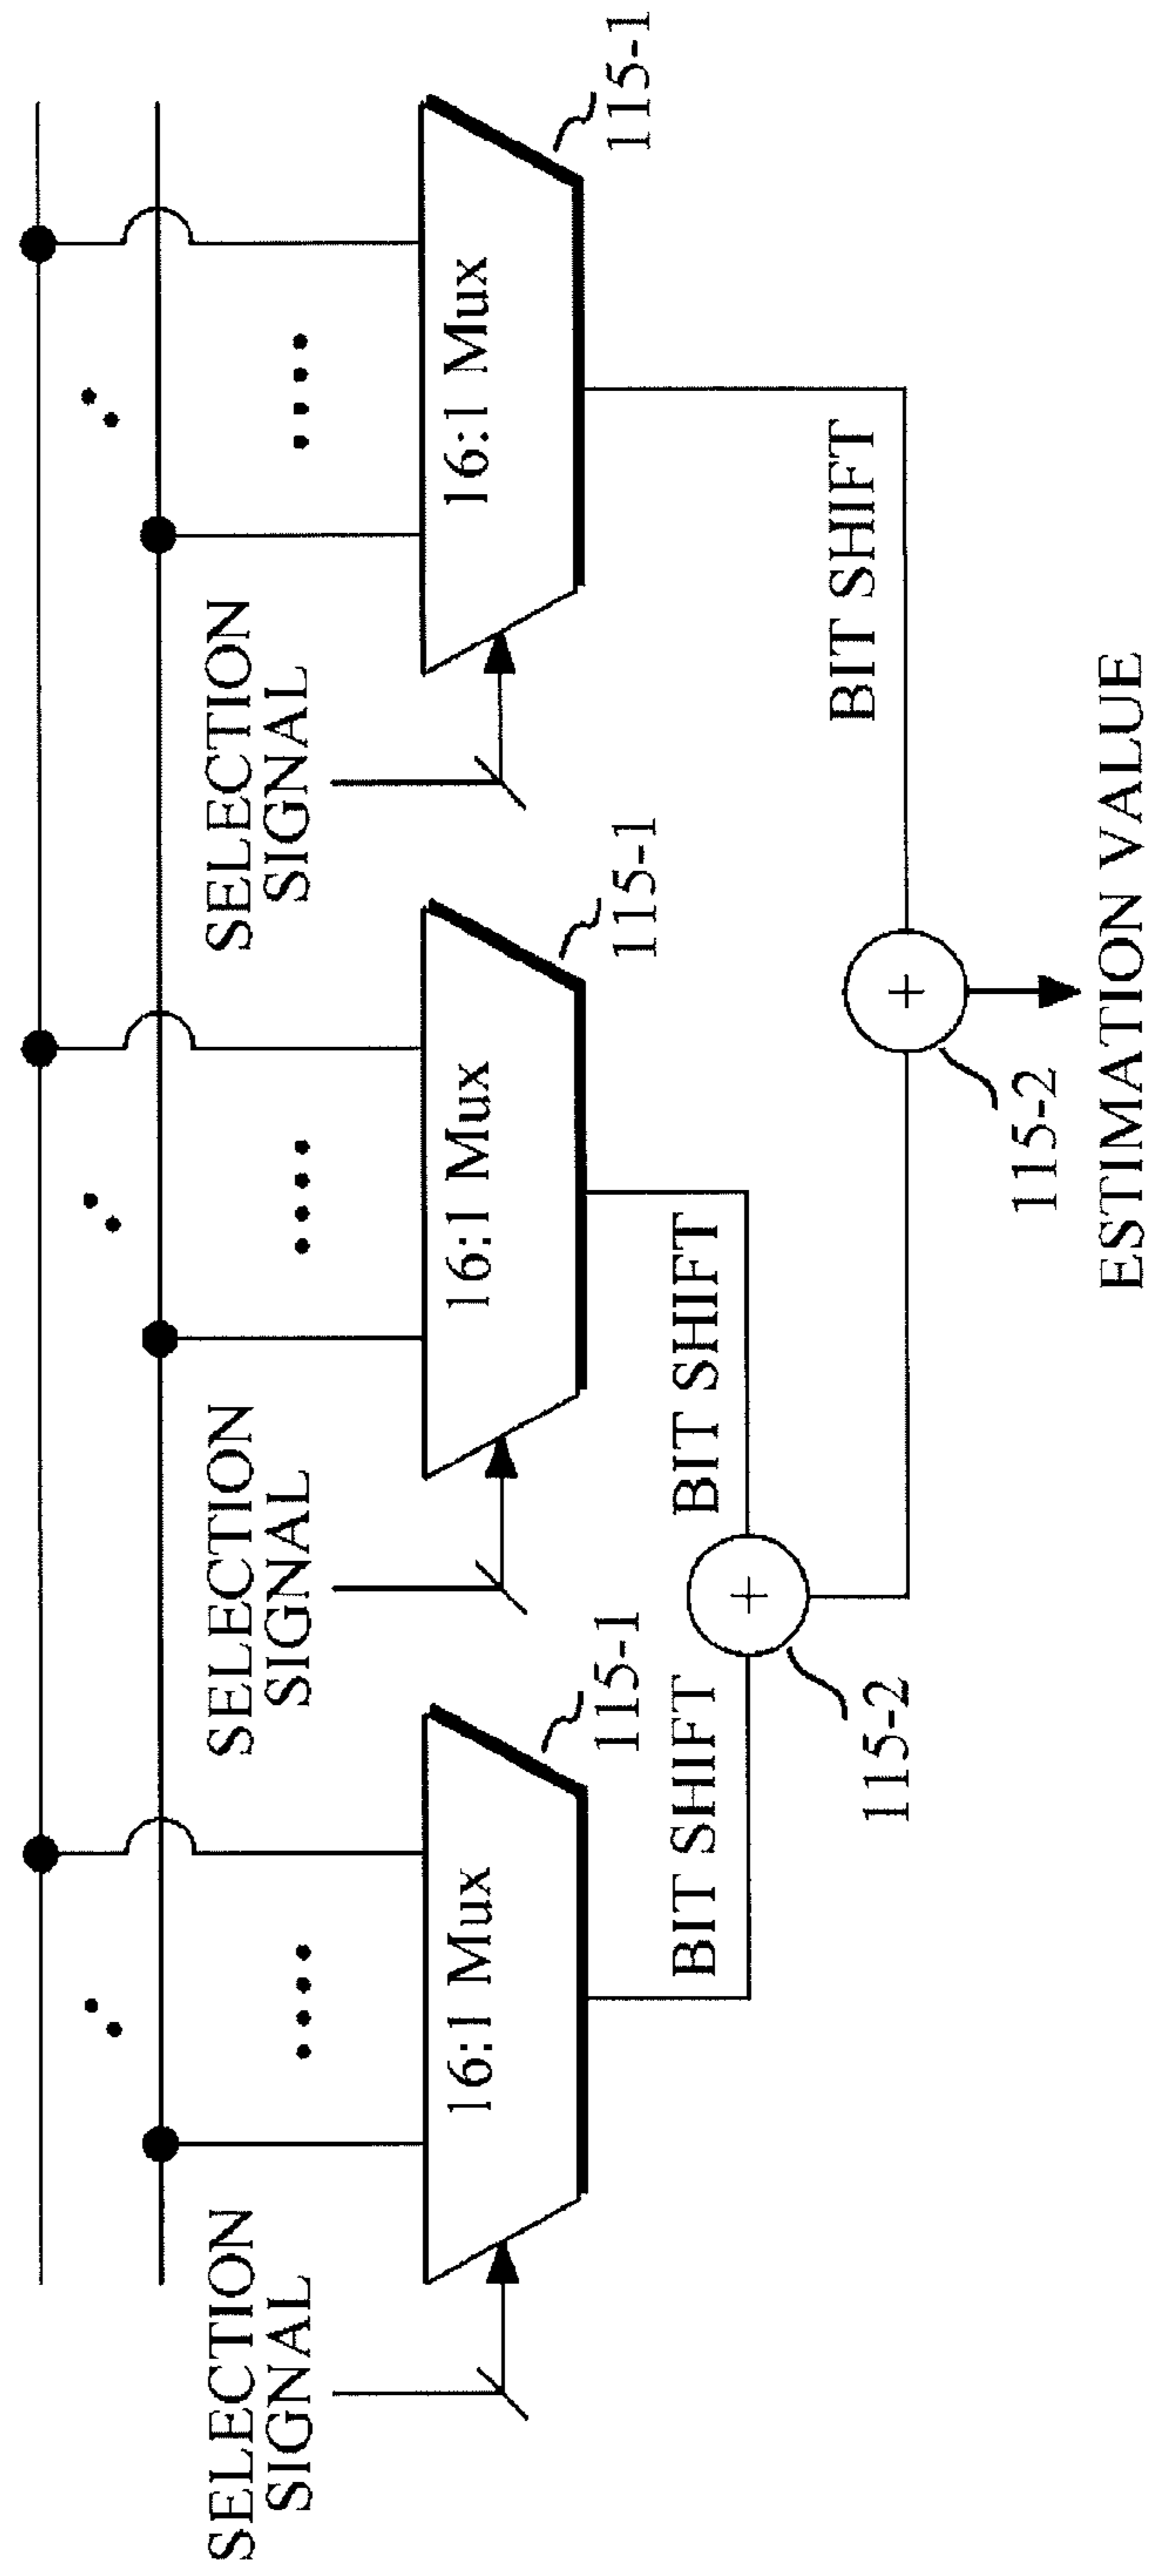 SELECTION
SIGNAL
SELECTION
SIGNAL
SELECTION
SIGNAL
16:1 Mux
16:1 Mux
16:1 Mux
115-1
115-1
115-1
BIT SHIFT
BIT SHIFT
BIT SHIFT
115-2
115-2
ESTIMATION VALUE